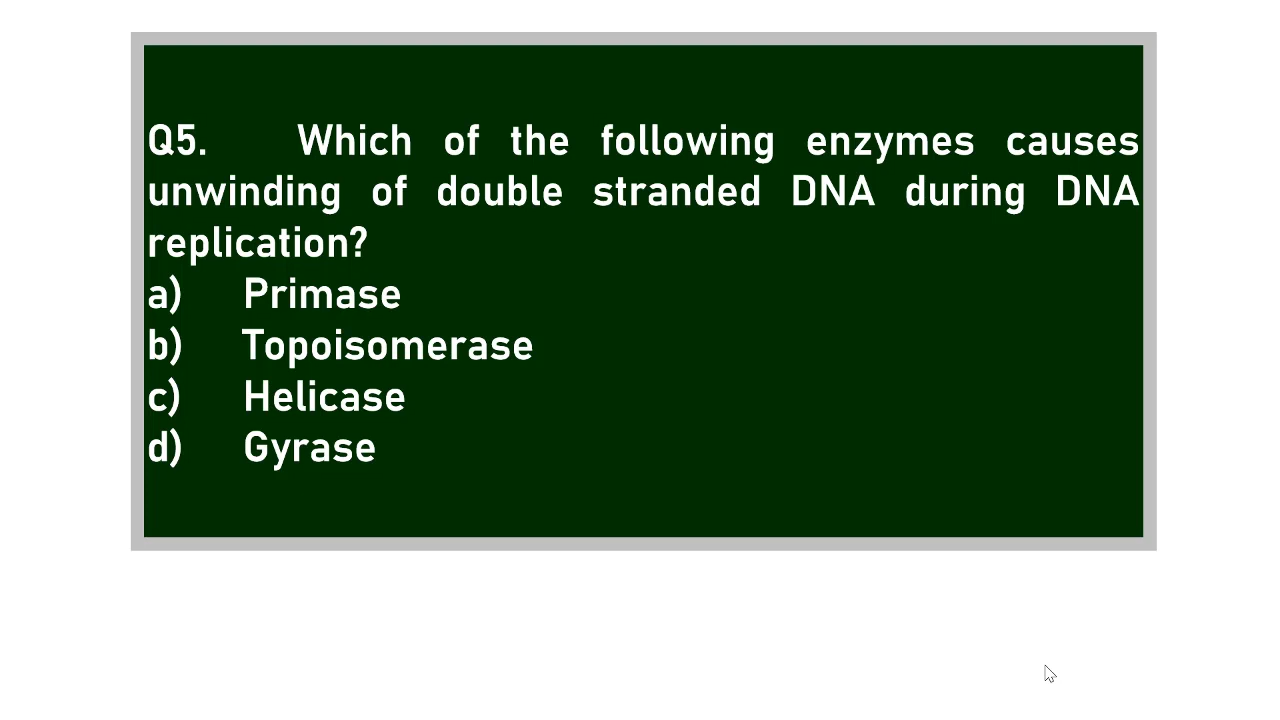 Q5. Which of the following enzymes causes
unwinding of double stranded DNA during DNA
replication?
a) Primase
b) Topoisomerase
c) Helicase
d) Gyrase